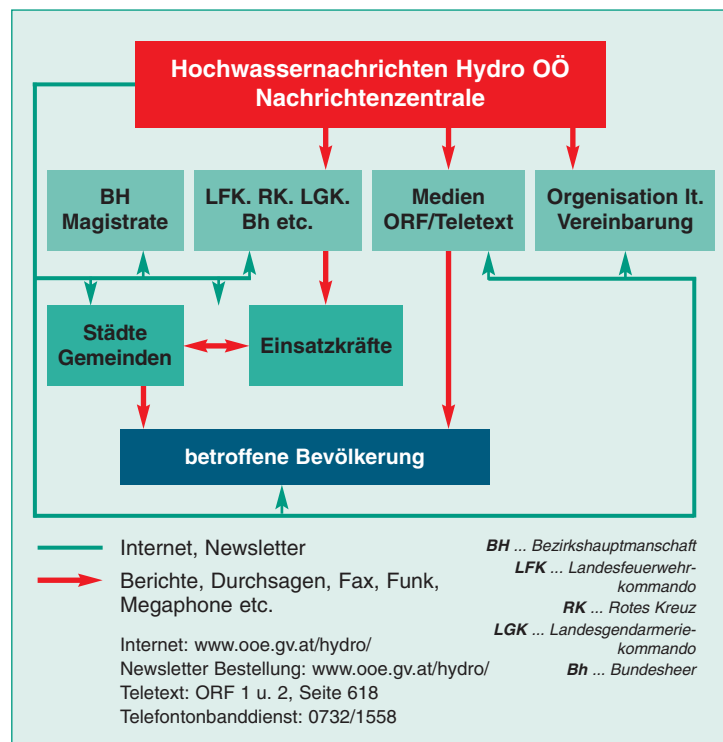 Hochwassernachrichten Hydro OÖ
Nachrichtenzentrale
BH
Magistrate
LFK. RK. LGK.
Bh etc.
Medien
ORF/Teletext
Orgenisation lt.
Vereinbarung
Städte
Gemeinden
Einsatzkräfte
betroffene Bevölkerung
Internet, Newsletter
Berichte, Durchsagen, Fax, Funk,
Megaphone etc.
Internet: www.ooe.gv.at/hydro/
Newsletter Bestellung: www.ooe.gv.at/hydro/
Teletext: ORF 1 u. 2, Seite 618
Telefontonbanddienst: 0732/1558
BH ... Bezirkshauptmanschaft
LFK ... Landesfeuerwehr-
kommando
RK ... Rotes Kreuz
LGK ... Landesgendarmerie-
kommando
Bh ... Bundesheer